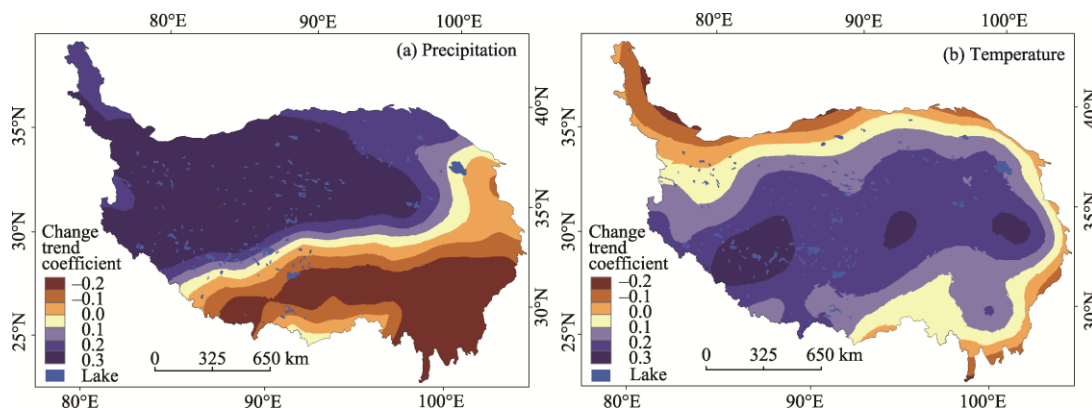 80°E 90°E 100°E
(a) Precipitation
35°N
30°N
25°N
40°N
35°N
30°N
Change
trend
coefficient
–0.2
–0.1
0.0
0.1
0.2
0.3
Lake
0 325 650 km
80°E 90°E 100°E
80°E 90°E 100°E
(b) Temperature
35°N
30°N
25°N
40°N
35°N
30°N
Change
trend
coefficient
–0.2
–0.1
0.0
0.1
0.2
0.3
Lake
0 325 650 km
80°E 90°E 100°E